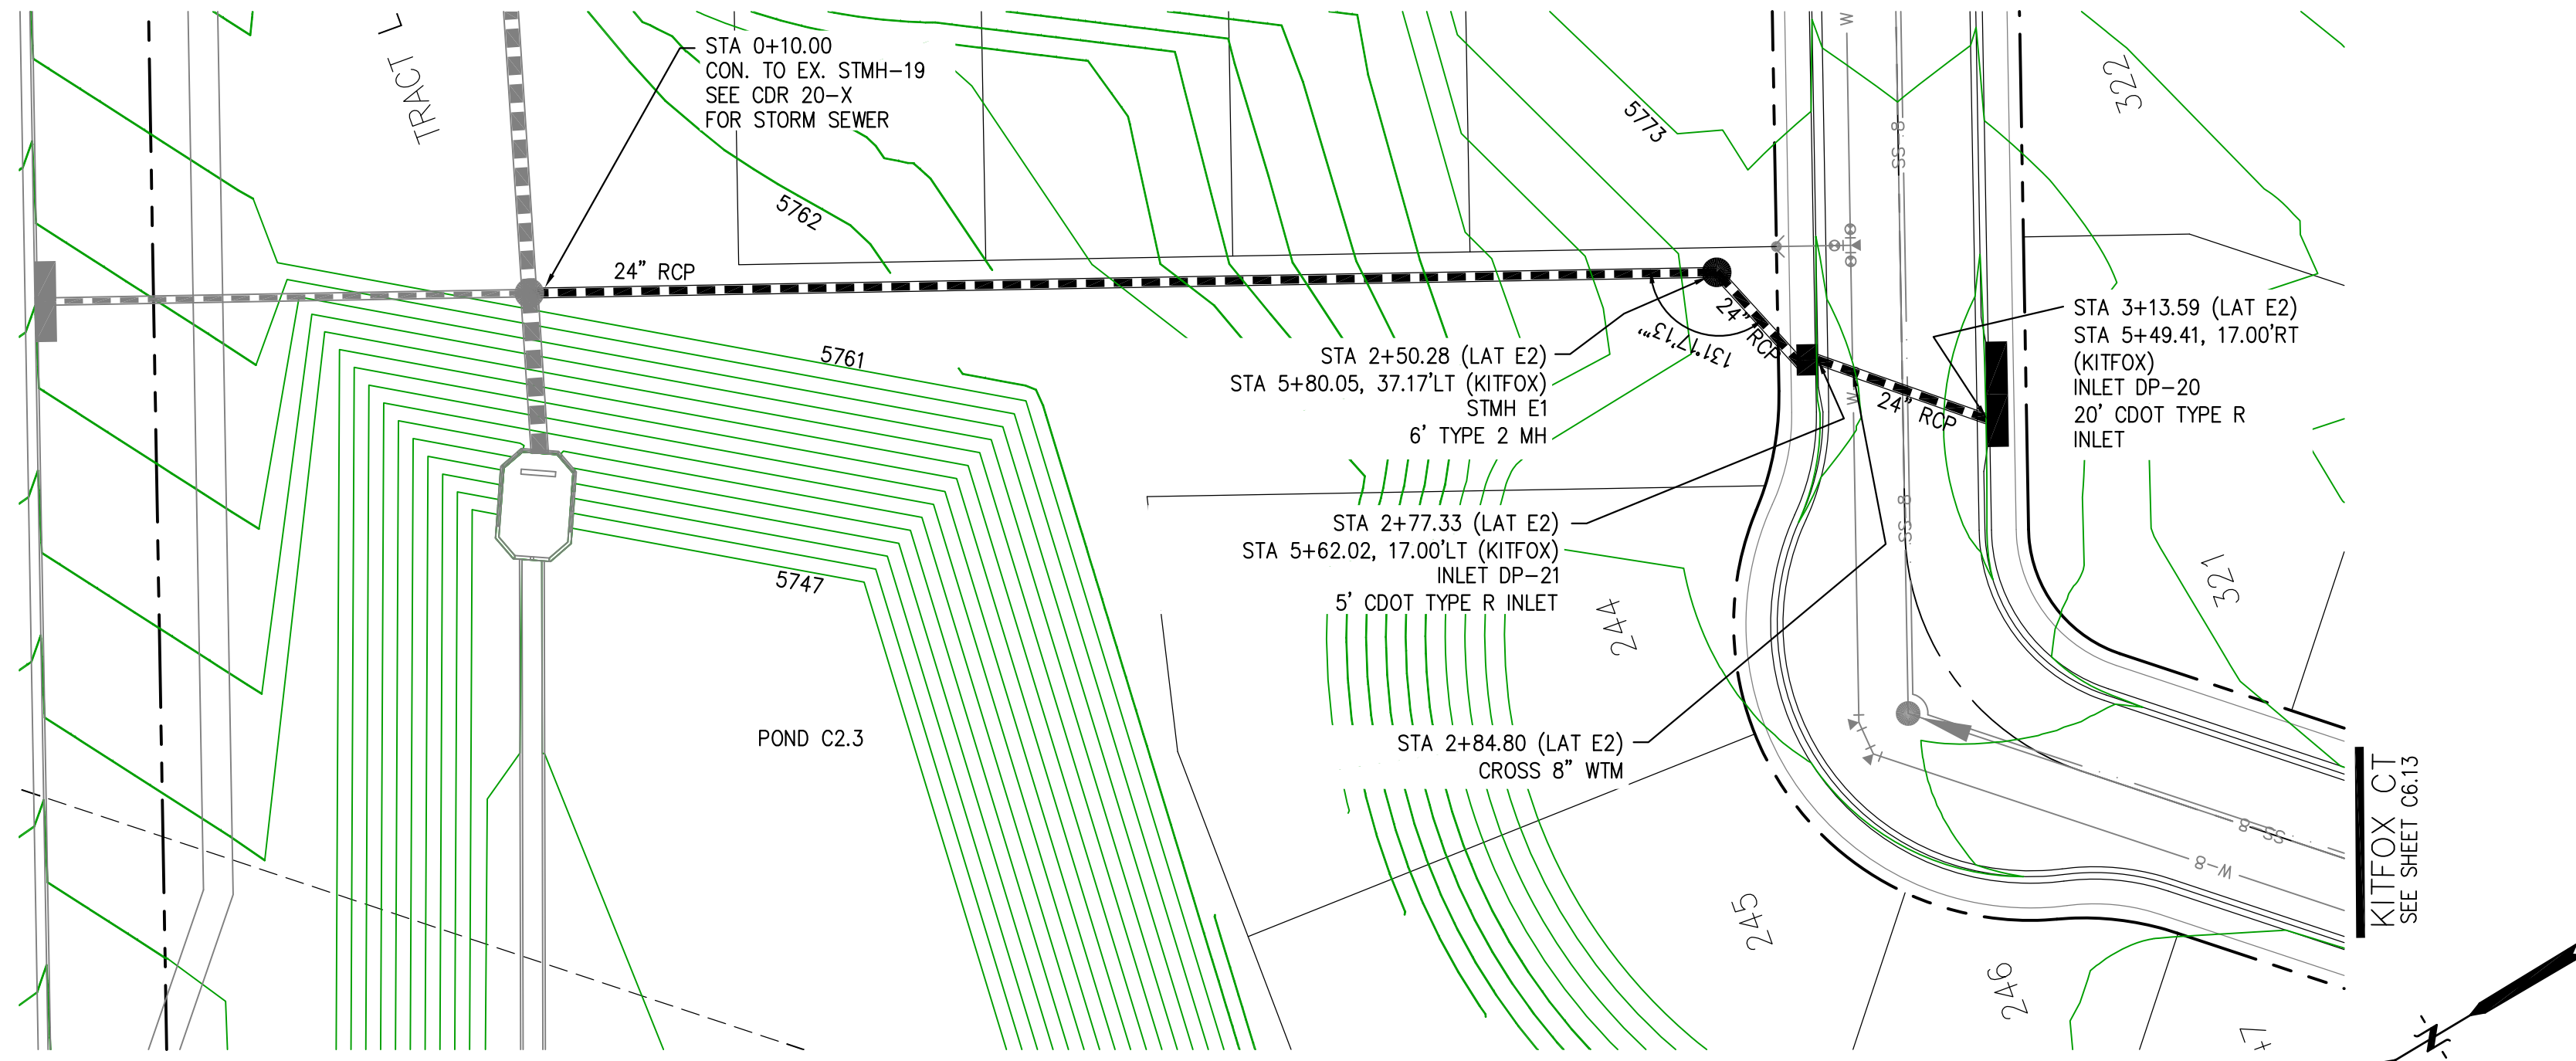 TRACT L
STA 0+10.00
CON. TO EX. STMH-19
SEE CDR 20-X
FOR STORM SEWER
5762
24" RCP
5773
322
W
8-SS
5761
5747
POND C2.3
STA 2+50.28 (LAT E2)
STA 5+80.05, 37.17'LT (KITFOX)
STMH E1
6' TYPE 2 MH
24" RCP
24" RCP
W
STA 3+13.59 (LAT E2)
STA 5+49.41, 17.00'RT
(KITFOX)
INLET DP-20
20' CDOT TYPE R
INLET
STA 2+77.33 (LAT E2)
STA 5+62.02, 17.00'LT (KITFOX)
INLET DP-21
5' CDOT TYPE R INLET
8-SS
321
244
STA 2+84.80 (LAT E2)
CROSS 8" WTM
8-SS
W-8
245
246
KITFOX CT
SEE SHEET C6.13
N